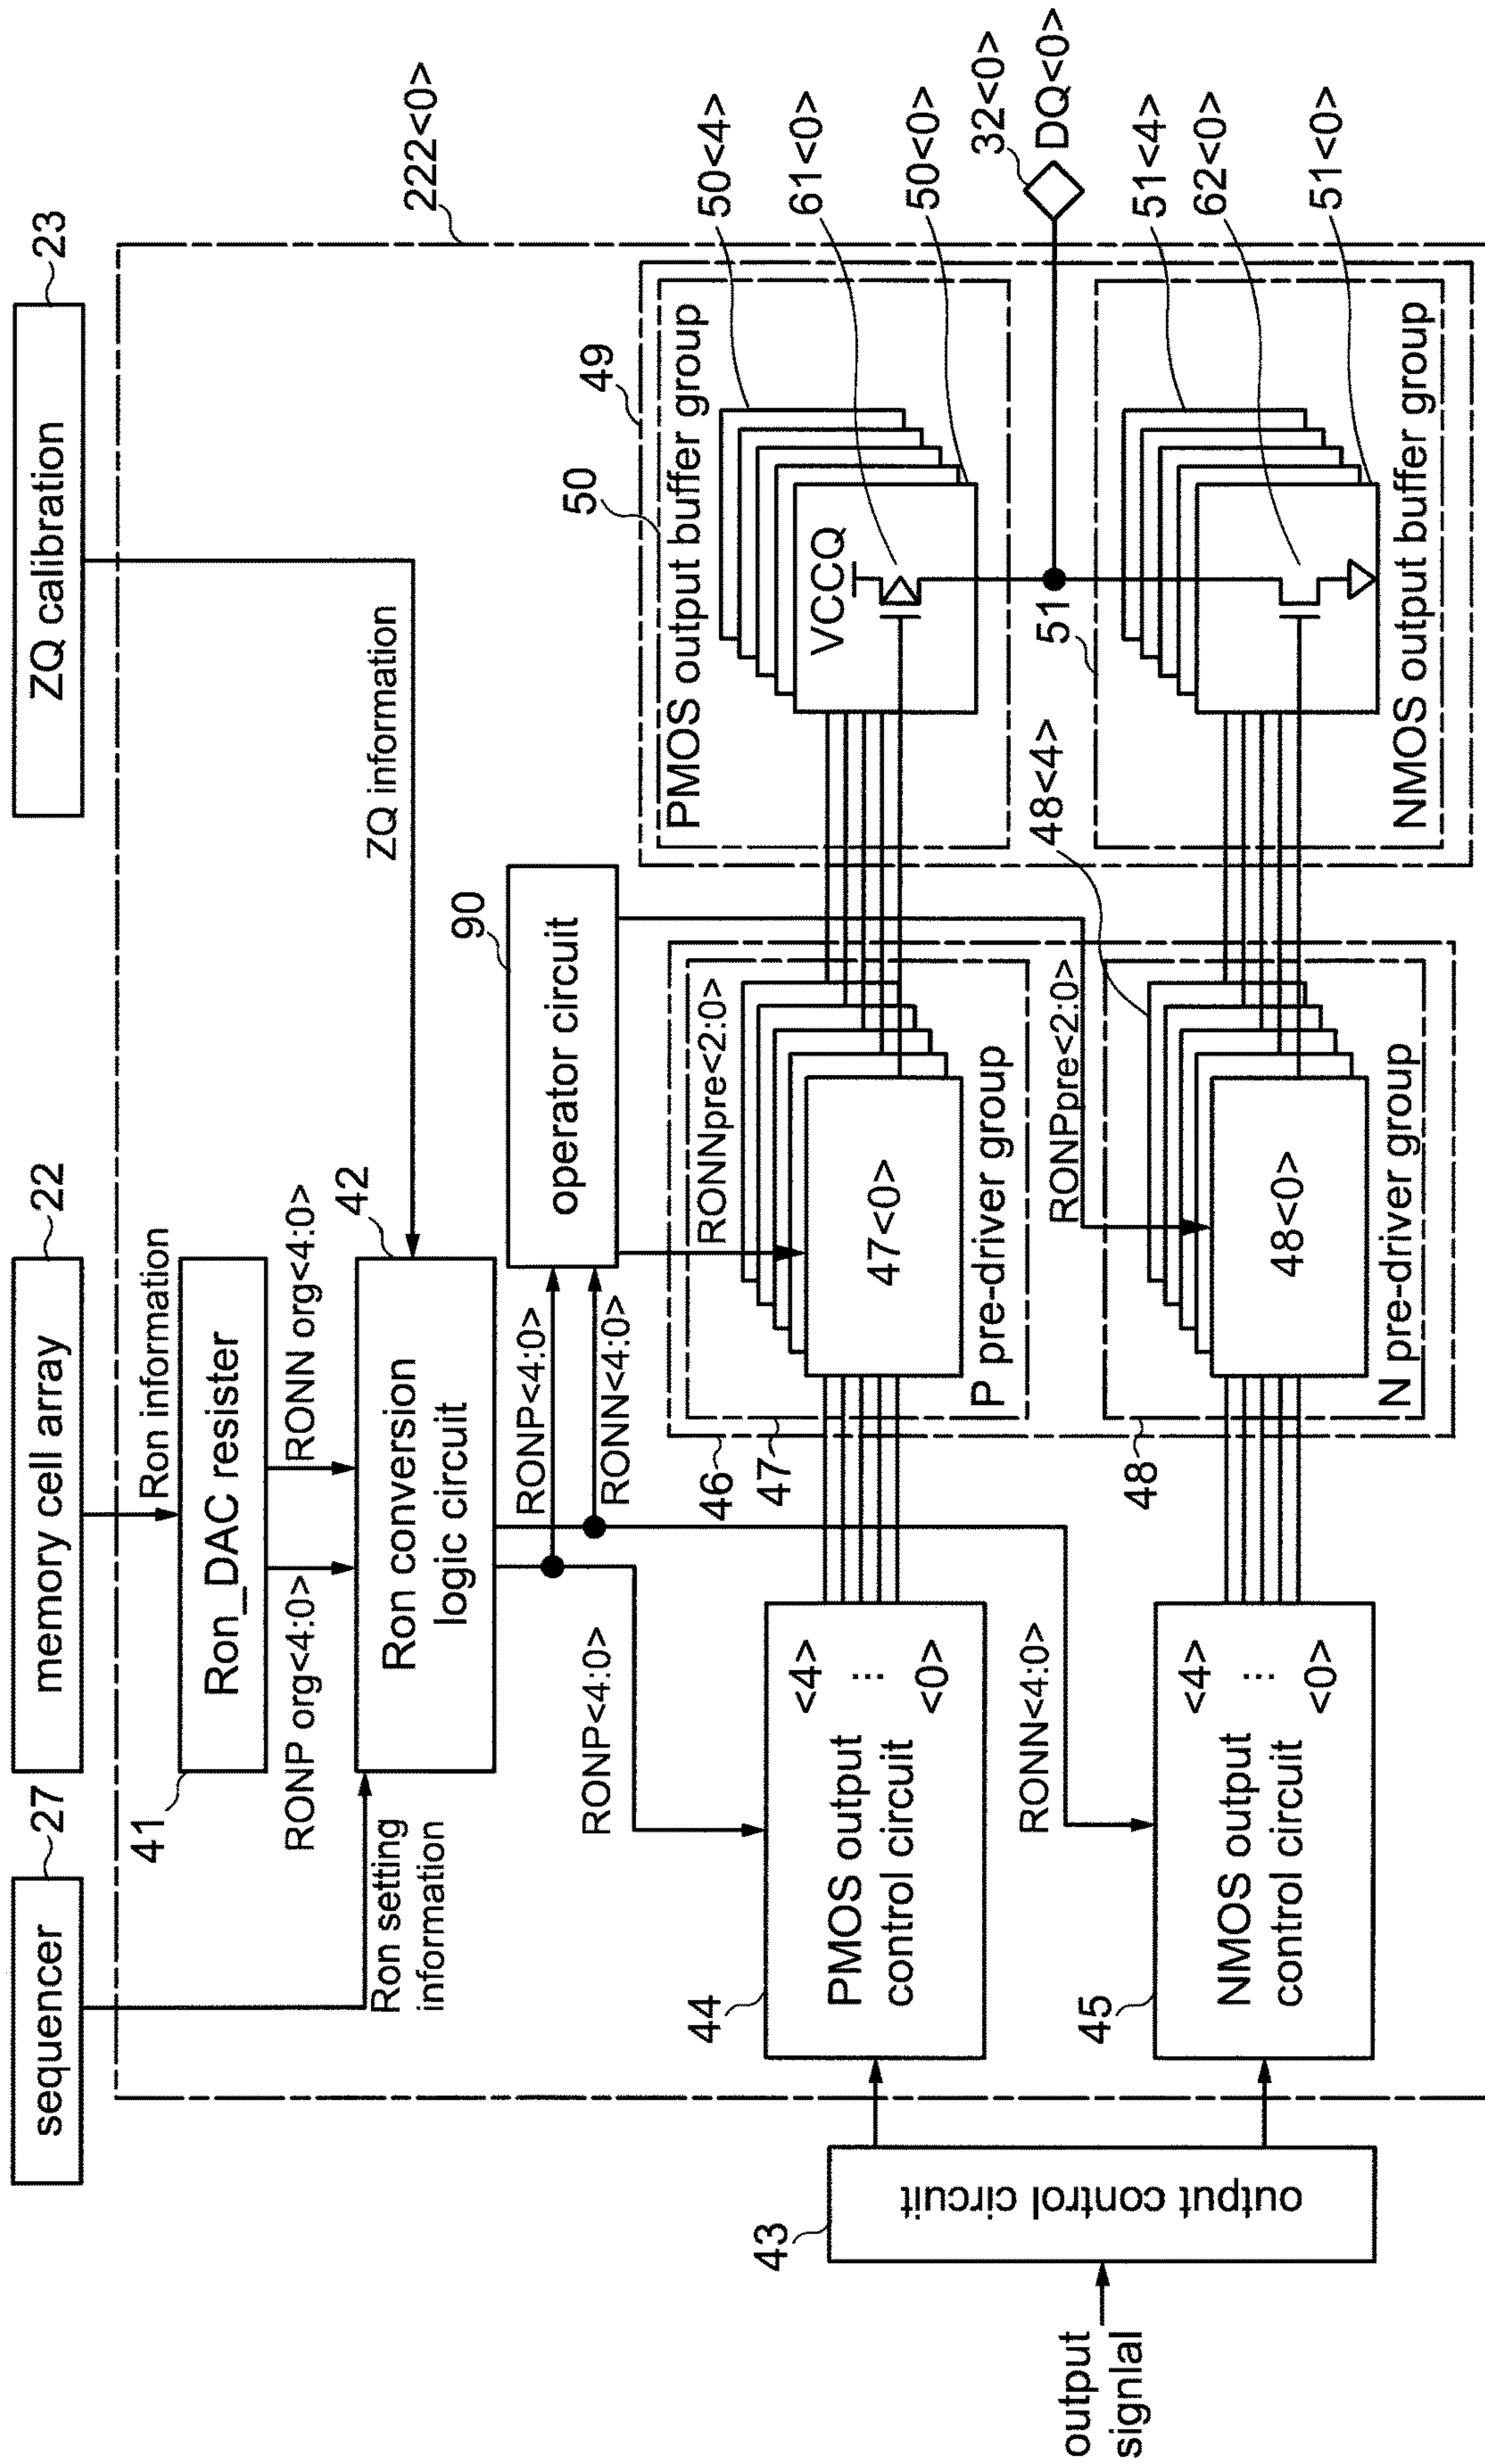 sequencer
27
memory cell array
22
ZQ calibration
23
222<0>
Ron information
41
Ron_DAC resister
RONP org<4:0>
RONN org<4:0>
Ron setting
information
42
Ron conversion
logic circuit
ZQ information
RONP<4:0>
RONN<4:0>
90
operator circuit
RONP<4:0>
RONN<4:0>
output
signlal
43
output control circuit
44
PMOS output
control circuit
<4>
...
<0>
45
NMOS output
control circuit
<4>
...
<0>
46
47
RONNpre<2:0>
47<0>
P pre-driver group
48
RONPpre<2:0>
48<4>
48<0>
N pre-driver group
49
50
PMOS output buffer group
VCCQ
50<4>
61<0>
50<0>
32<0>
DQ<0>
51
51<4>
62<0>
51<0>
NMOS output buffer group